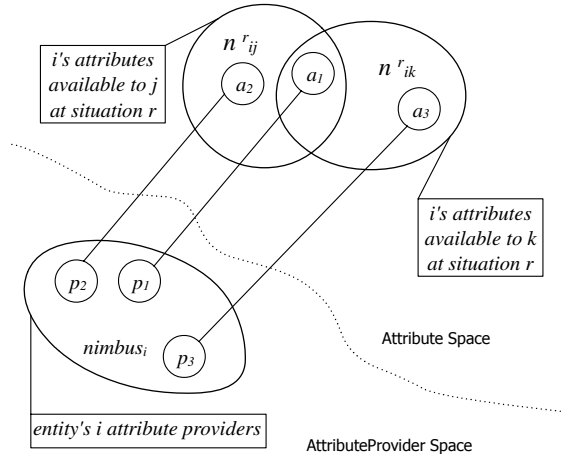 i's attributes
available to j
at situation r
n r ij
n r ik
a2
a1
a3
i's attributes
available to k
at situation r
p2
p1
nimbusi
p3
Attribute Space
entity's i attribute providers
AttributeProvider Space